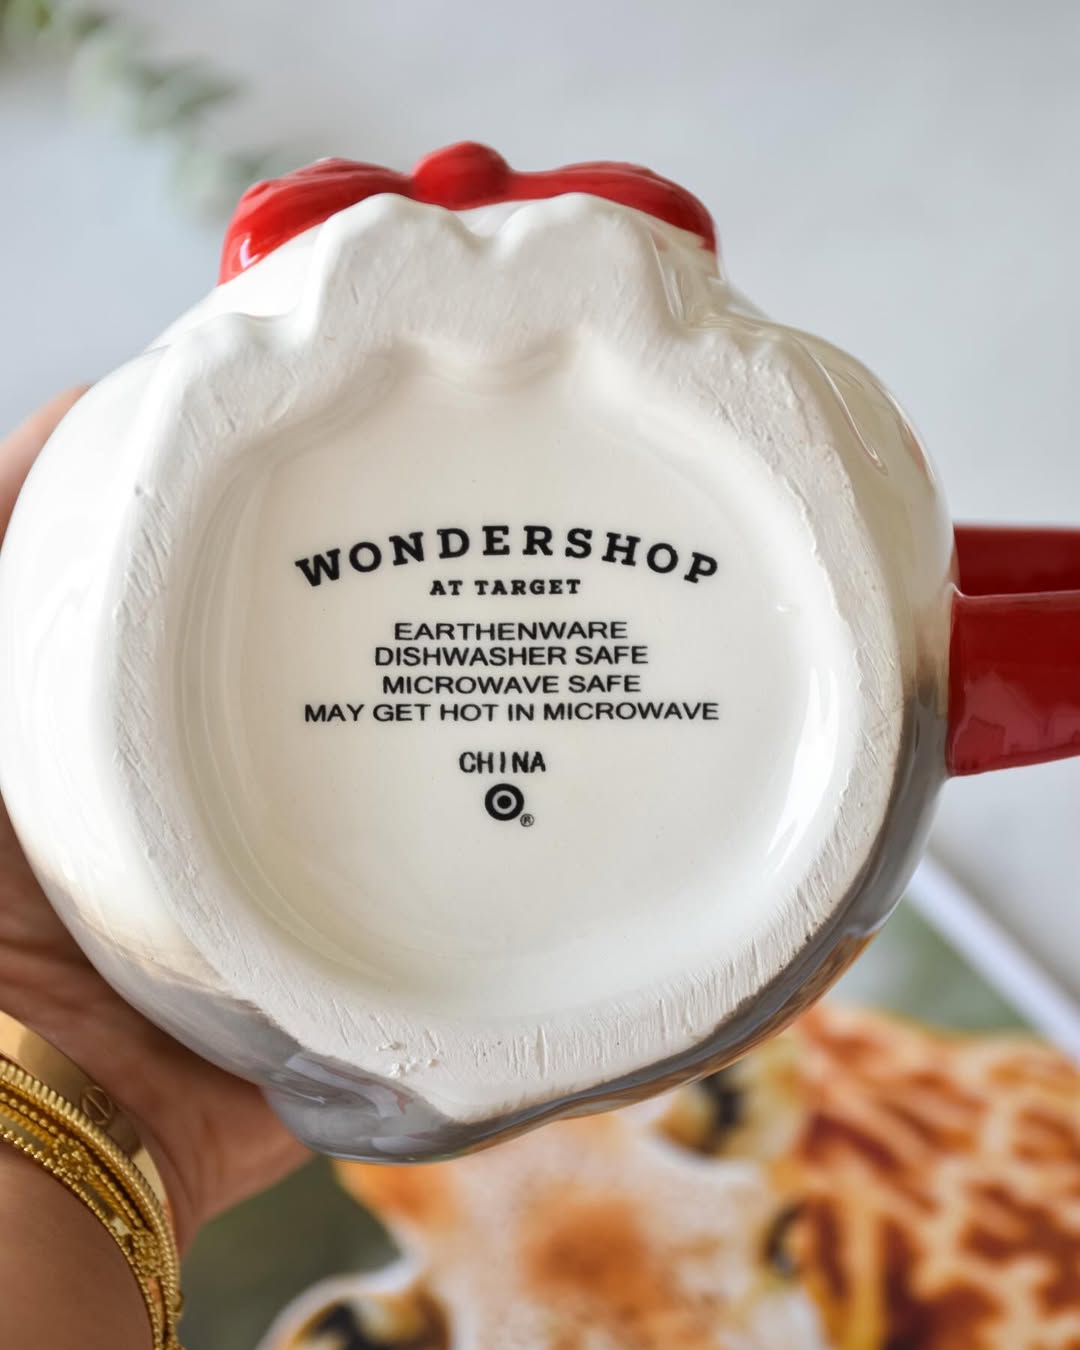 WONDERSHOP
AT TARGET
EARTHENWARE
DISHWASHER SAFE
MICROWAVE SAFE
MAY GET HOT IN MICROWAVE
CHINA
®